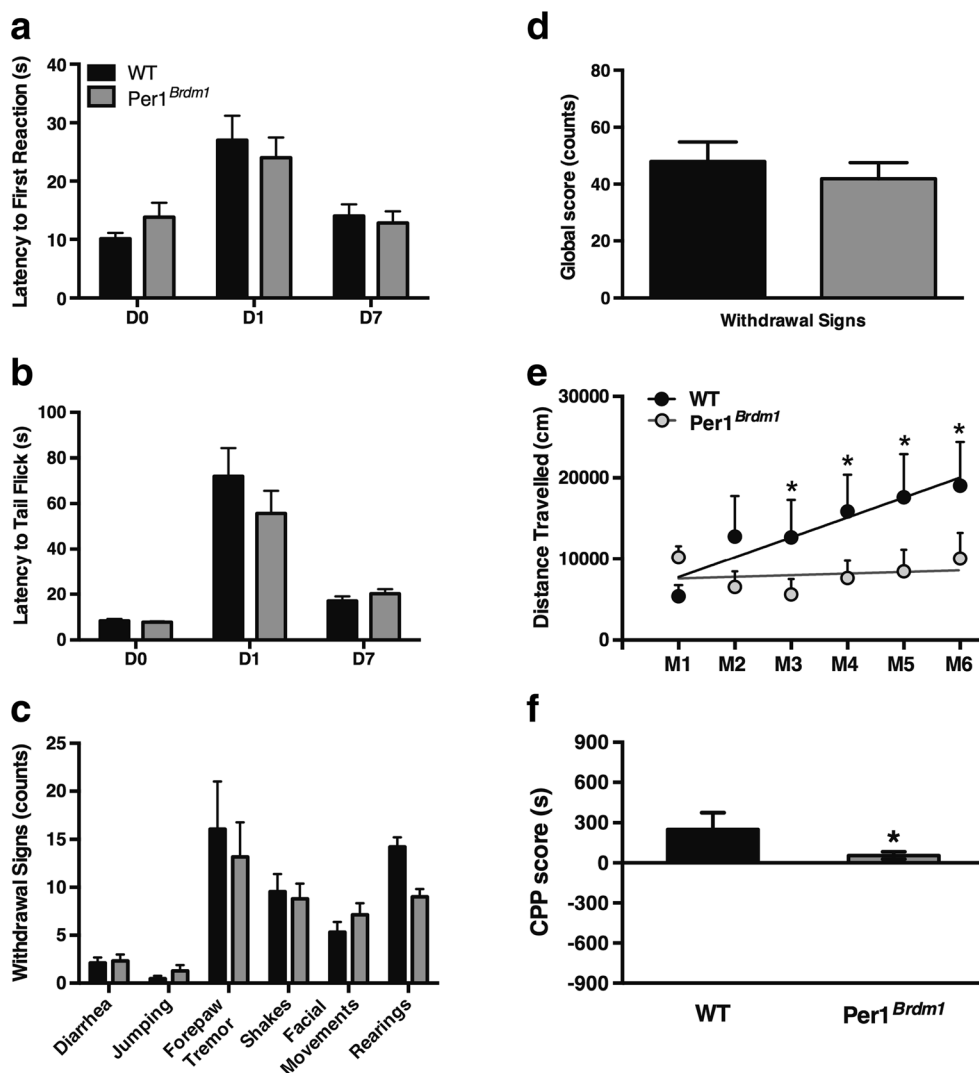 a
Latency to First Reaction (s)
40
30
20
10
0
WT
Per1Brdm1
D0
D1
D7
b
Latency to Tail Flick (s)
100
80
60
40
20
0
D0
D1
D7
c
Withdrawal Signs (counts)
25
20
15
10
5
0
Diarrhea
Jumping
Forepaw
Tremor
Shakes
Facial
Movements
Rearings
d
Global score (counts)
80
60
40
20
0
Withdrawal Signs
e
Distance Travelled (cm)
30000
20000
10000
0
WT
Per1Brdm1
*
*
*
*
M1
M2
M3
M4
M5
M6
f
CPP score (s)
900
600
300
0
-300
-600
-900
*
WT
Per1Brdm1